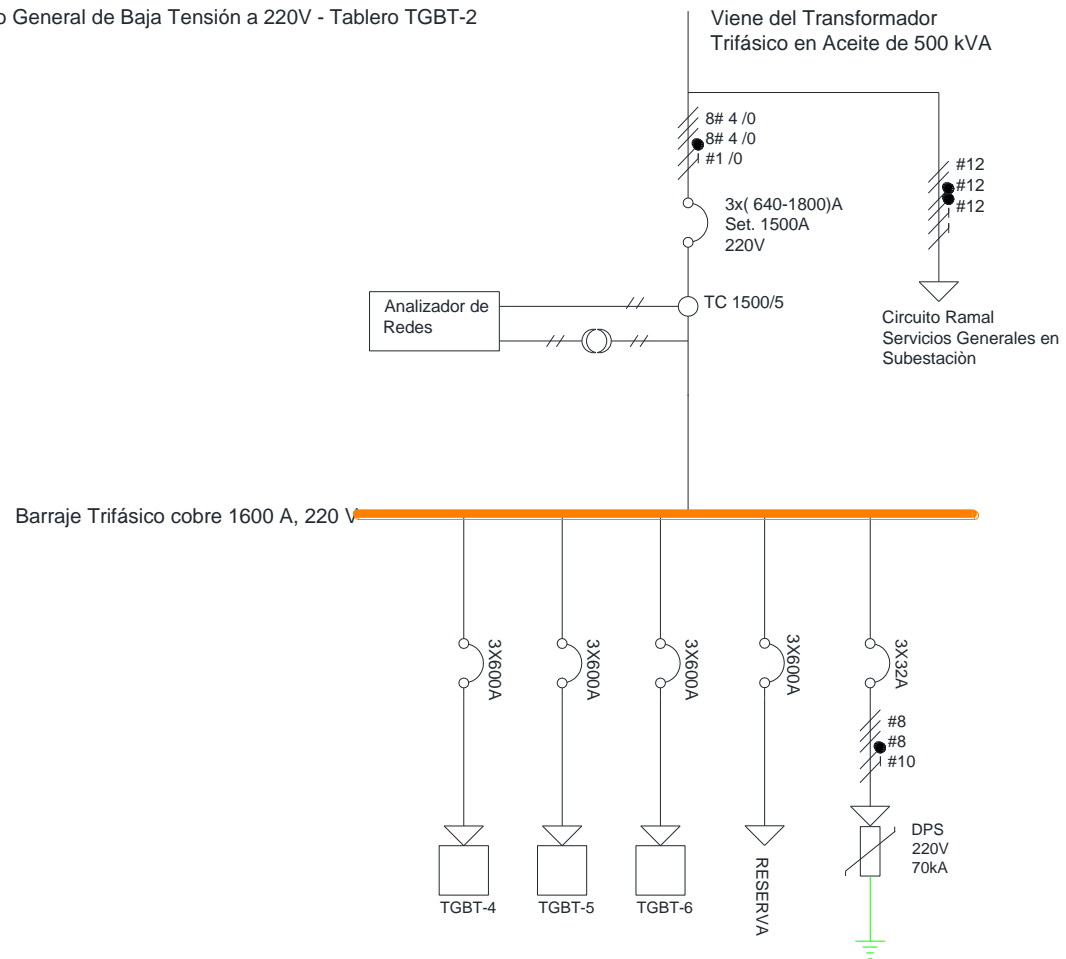 o General de Baja Tensión a 220V - Tablero TGBT-2
Viene del Transformador
Trifásico en Aceite de 500 kVA
8# 4 /0
8# 4 /0
#1 /0
#12
#12
#12
3x( 640-1800)A
Set. 1500A
220V
Analizador de
Redes
TC 1500/5
Circuito Ramal
Servicios Generales en
Subestaciòn
Barraje Trifásico cobre 1600 A, 220 V
3X600A
3X600A
3X600A
3X600A
3X32A
#8
#8
#10
DPS
220V
70kA
TGBT-4
TGBT-5
TGBT-6
RESERVA